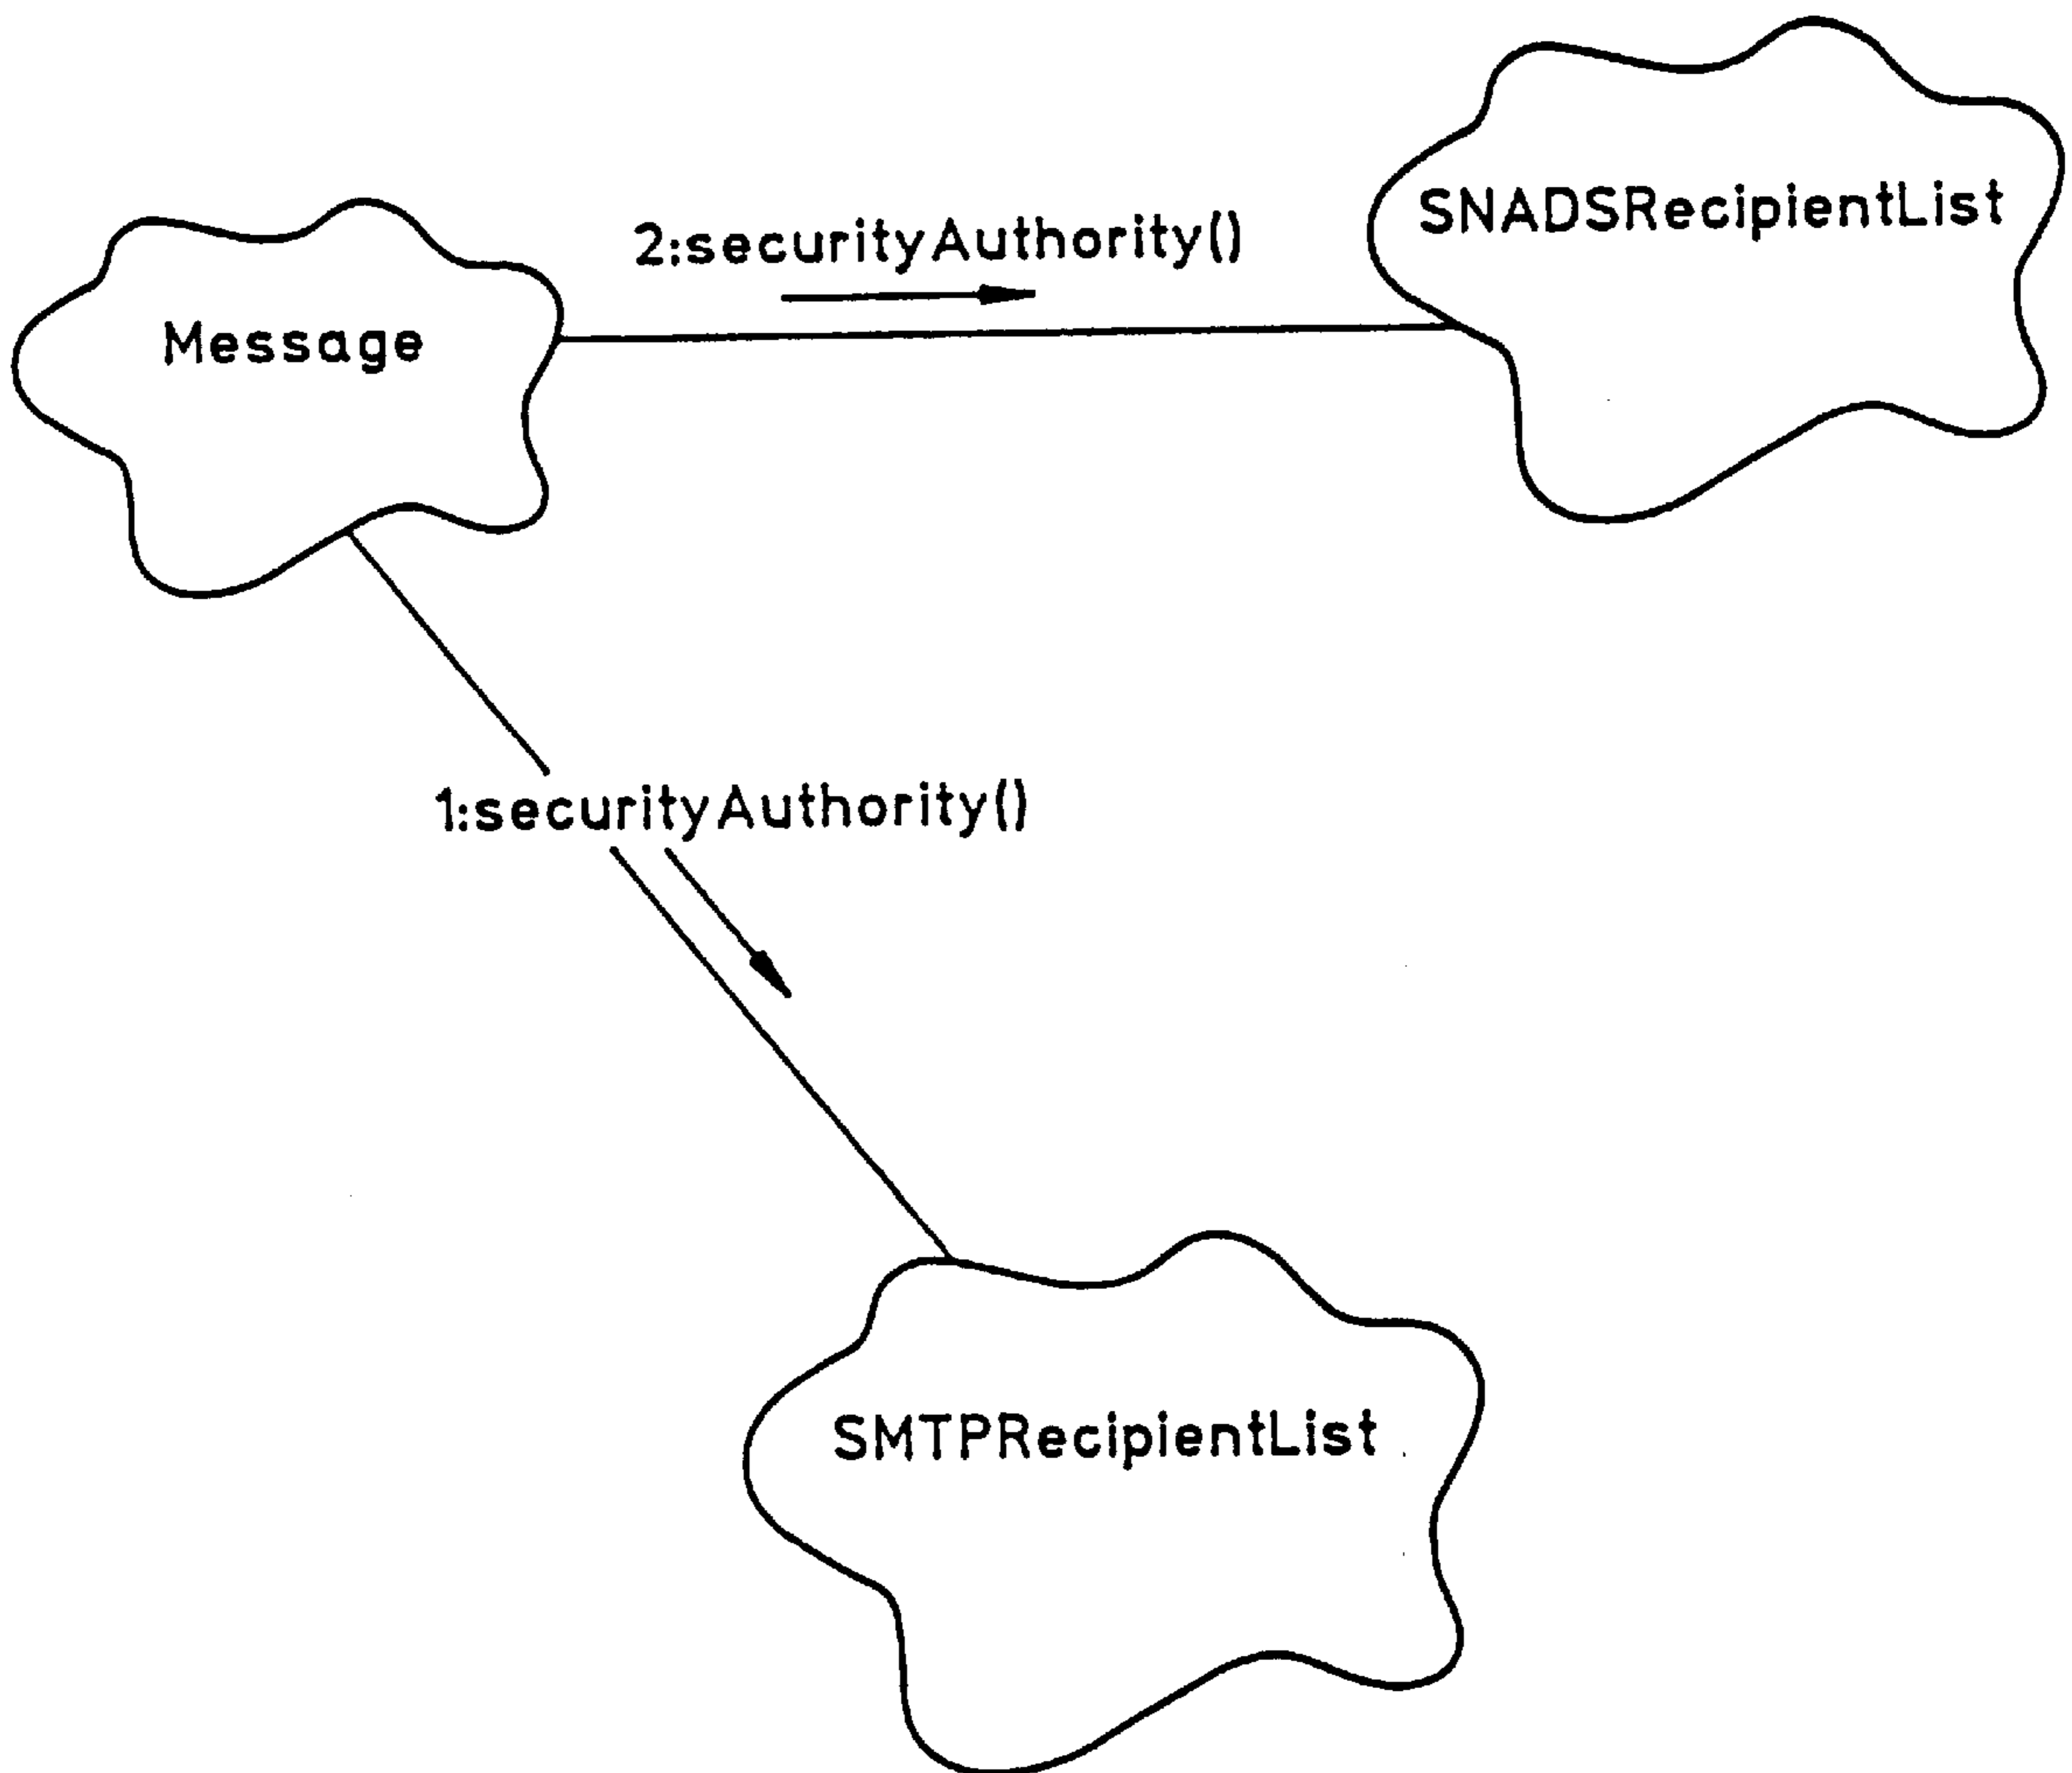 SNADSRecipientList
2:securityAuthority()
Message
1:securityAuthority()
SMTPRecipientList